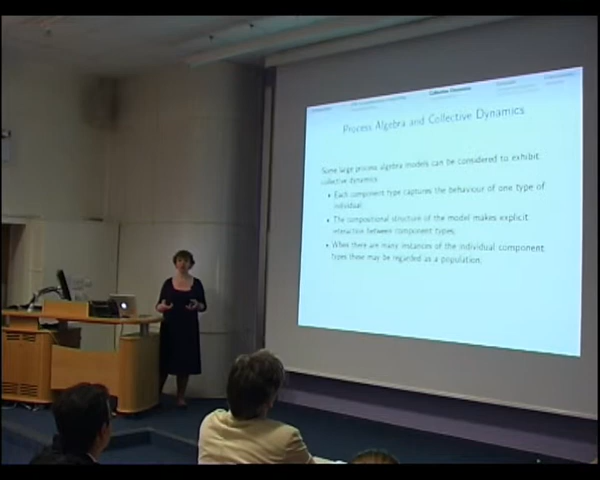 Collective Dynamics
Process Algebra and Collective Dynamics
Some large process algebra models can be considered to exhibit
collective dynamics
• Each component type captures the behaviour of one type of
individual.
• The compositional structure of the model makes explicit
interaction between component types;
• When there are many instances of the individual component
types these may be regarded as a population.